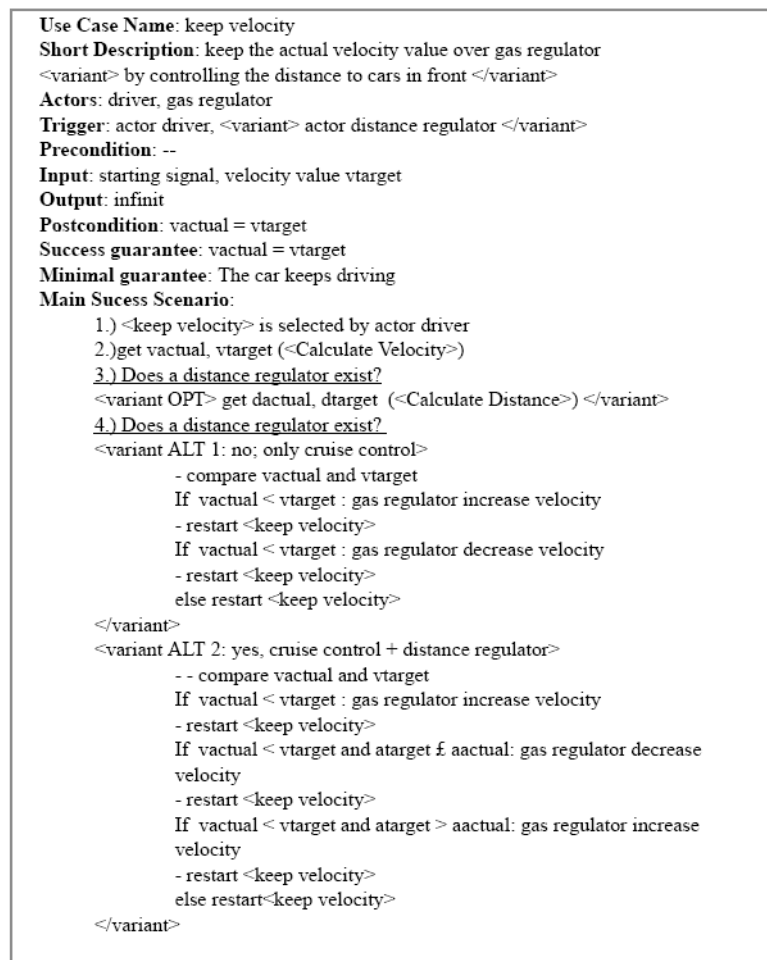 Use Case Name: keep velocity
Short Description: keep the actual velocity value over gas regulator
<variant> by controlling the distance to cars in front </variant>
Actors: driver, gas regulator
Trigger: actor driver, <variant> actor distance regulator </variant>
Precondition: --
Input: starting signal, velocity value vtarget
Output: infinit
Postcondition: vactual = vtarget
Success guarantee: vactual = vtarget
Minimal guarantee: The car keeps driving
Main Sucess Scenario:
1.) <keep velocity> is selected by actor driver
2.)get vactual, vtarget (<Calculate Velocity>)
3.) Does a distance regulator exist?
<variant OPT> get dactual, dtarget (<Calculate Distance>) </variant>
4.) Does a distance regulator exist?
<variant ALT 1: no; only cruise control>
- compare vactual and vtarget
If vactual < vtarget : gas regulator increase velocity
- restart <keep velocity>
If vactual < vtarget : gas regulator decrease velocity
- restart <keep velocity>
else restart <keep velocity>
</variant>
<variant ALT 2: yes, cruise control + distance regulator>
- - compare vactual and vtarget
If vactual < vtarget : gas regulator increase velocity
- restart <keep velocity>
If vactual < vtarget and atarget £ aactual: gas regulator decrease
velocity
- restart <keep velocity>
If vactual < vtarget and atarget > aactual: gas regulator increase
velocity
- restart <keep velocity>
else restart<keep velocity>
</variant>